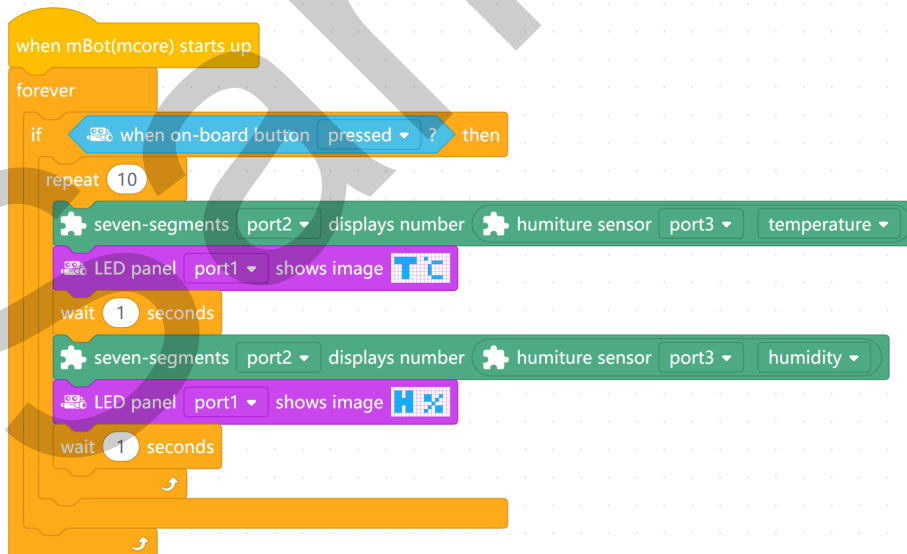 when mBot(mcore) starts up
forever
if when on-board button pressed ? then
repeat 10
seven-segments port2 displays number humiture sensor port3 temperature
LED panel port1 shows image T°C
wait 1 seconds
seven-segments port2 displays number humiture sensor port3 humidity
LED panel port1 shows image H
wait 1 seconds